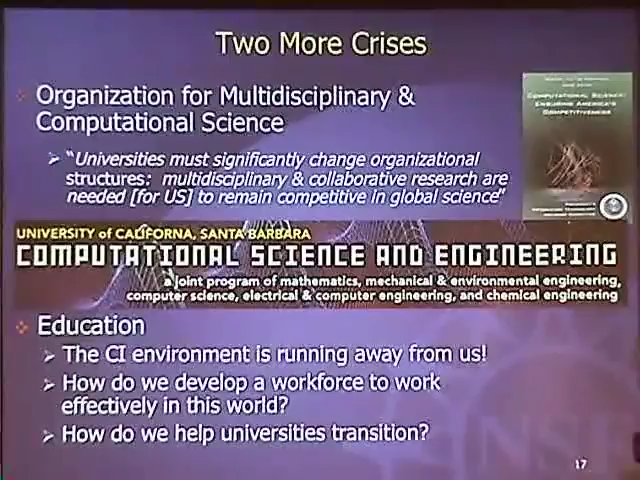 Two More Crises
Organization for Multidisciplinary &
Computational Science
"Universities must significantly change organizational
structures: multidisciplinary & collaborative research are
needed [for US] to remain competitive in global science"
COMPUTATIONAL SCIENCE:
ENSURING AMERICA'S
COMPETITIVENESS
UNIVERSITY of CALIFORNIA, SANTA BARBARA
COMPUTATIONAL SCIENCE AND ENGINEERING
a joint program of mathematics, mechanical & environmental engineering,
computer science, electrical & computer engineering, and chemical engineering
Education
The CI environment is running away from us!
How do we develop a workforce to work
effectively in this world?
How do we help universities transition?
NSF
17